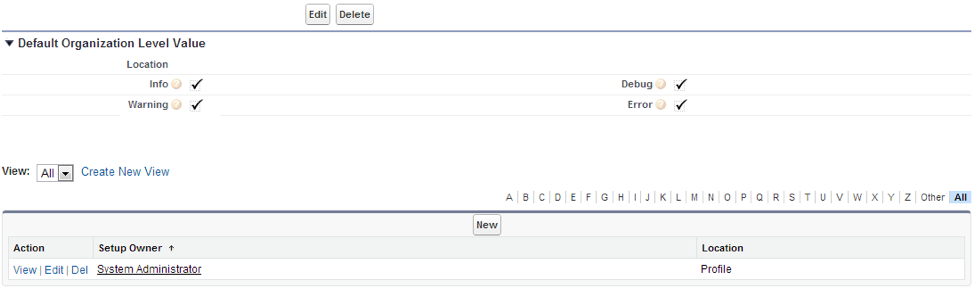 Edit Delete
Default Organization Level Value
Location
Info Debug
Warning Error
View: All Create New View
A | B | C | D | E | F | G | H | I | J | K | L | M | N | O | P | Q | R | S | T | U | V | W | X | Y | Z | Other All
New
Action Setup Owner ↑ Location
View | Edit | Del System Administrator Profile